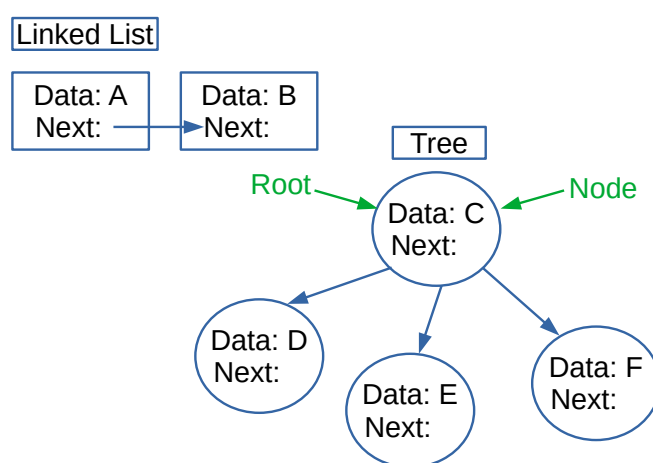 Linked List
Data: A
Next:
Data: B
Next:
Tree
Root
Node
Data: C
Next:
Data: D
Next:
Data: E
Next:
Data: F
Next: